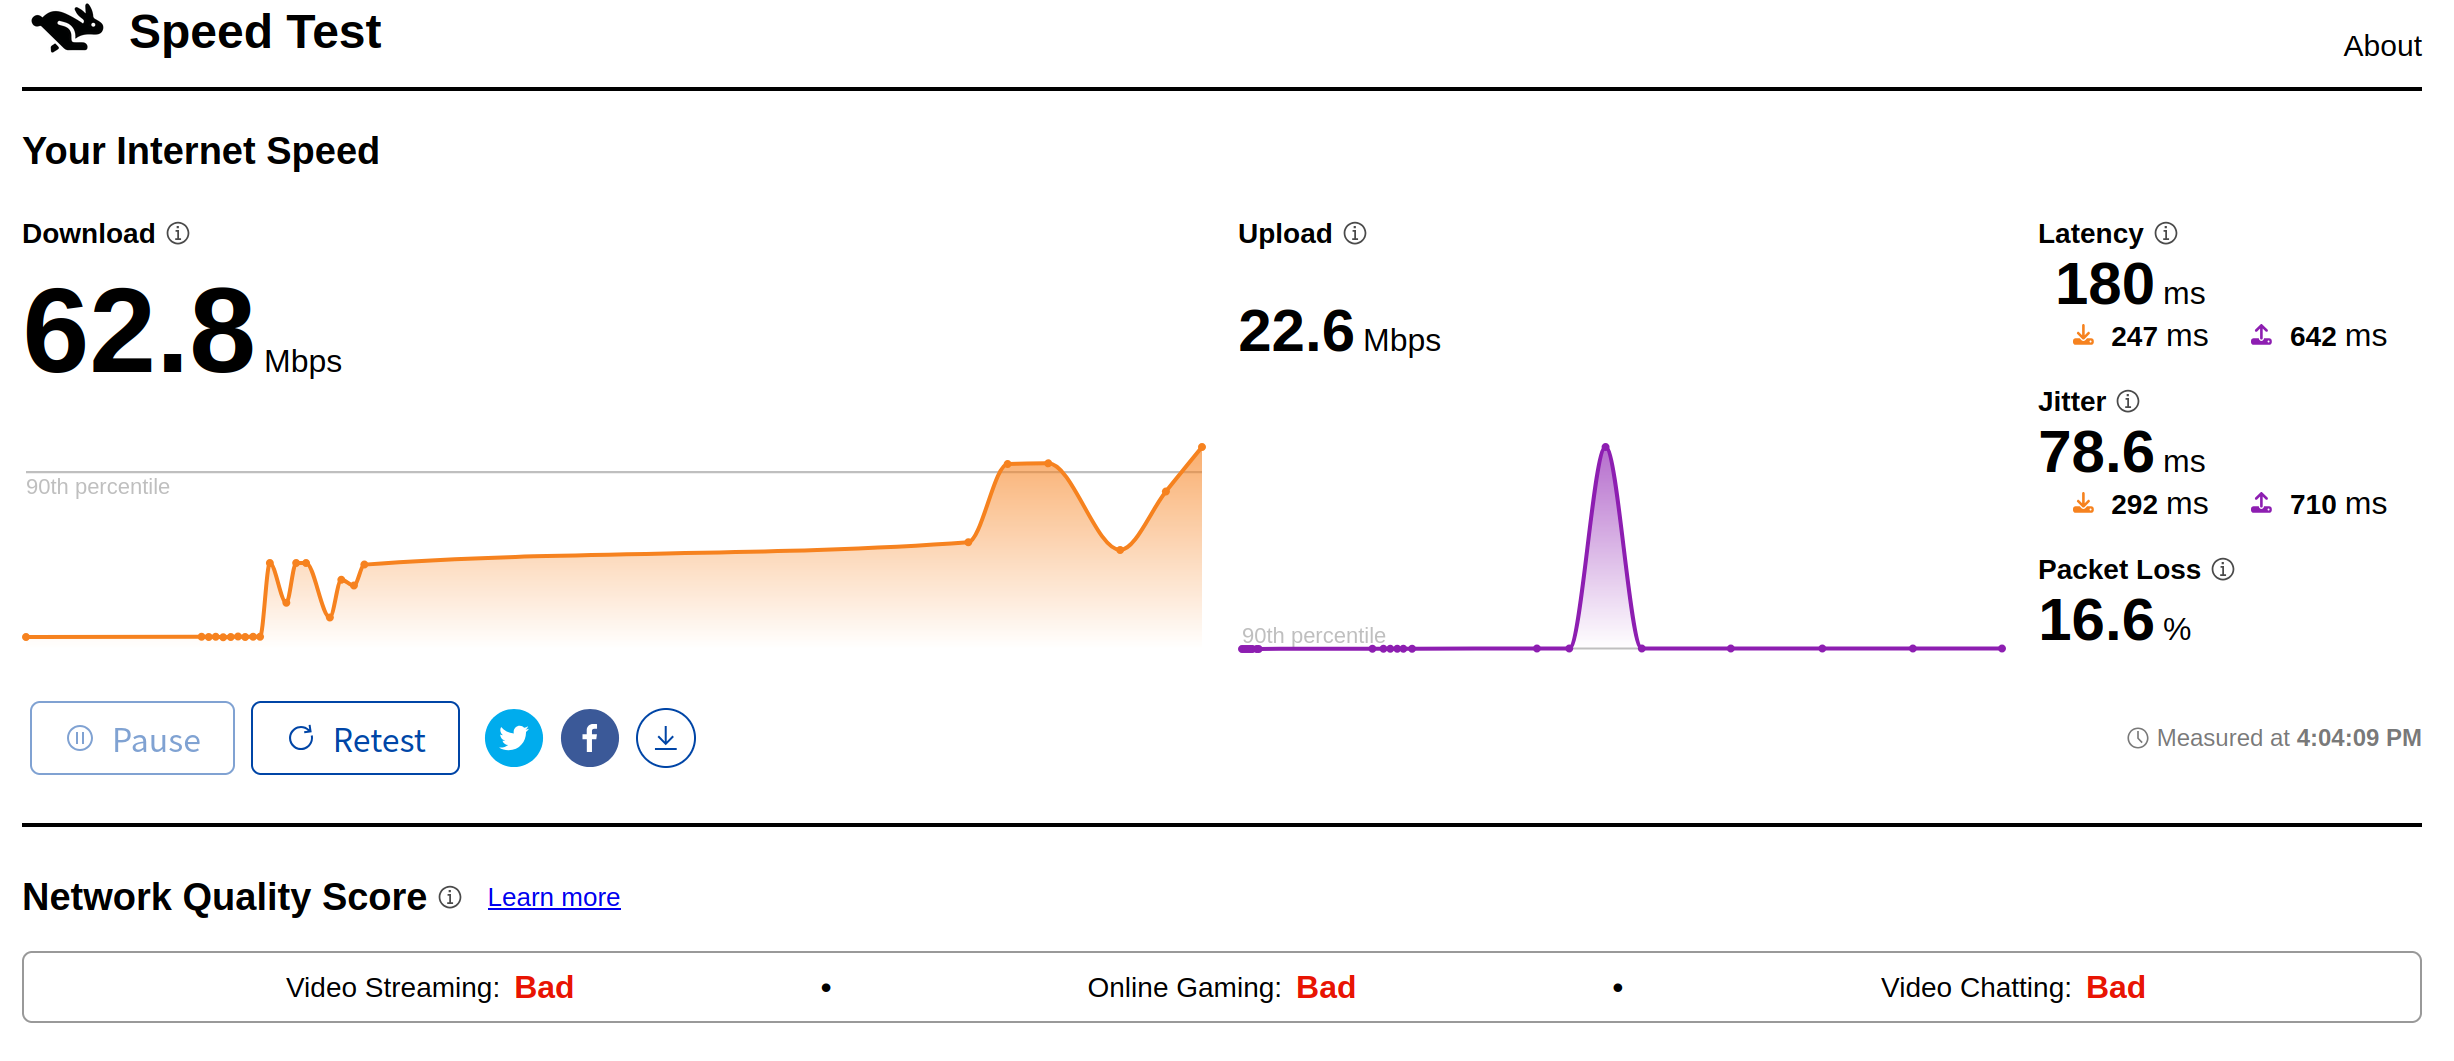 Speed Test
About
Your Internet Speed
Download
62.8 Mbps
90th percentile
Upload
22.6 Mbps
90th percentile
Latency
180 ms
247 ms 642 ms
Jitter
78.6 ms
292 ms 710 ms
Packet Loss
16.6 %
Pause Retest
Measured at 4:04:09 PM
Network Quality Score Learn more
Video Streaming: Bad • Online Gaming: Bad • Video Chatting: Bad